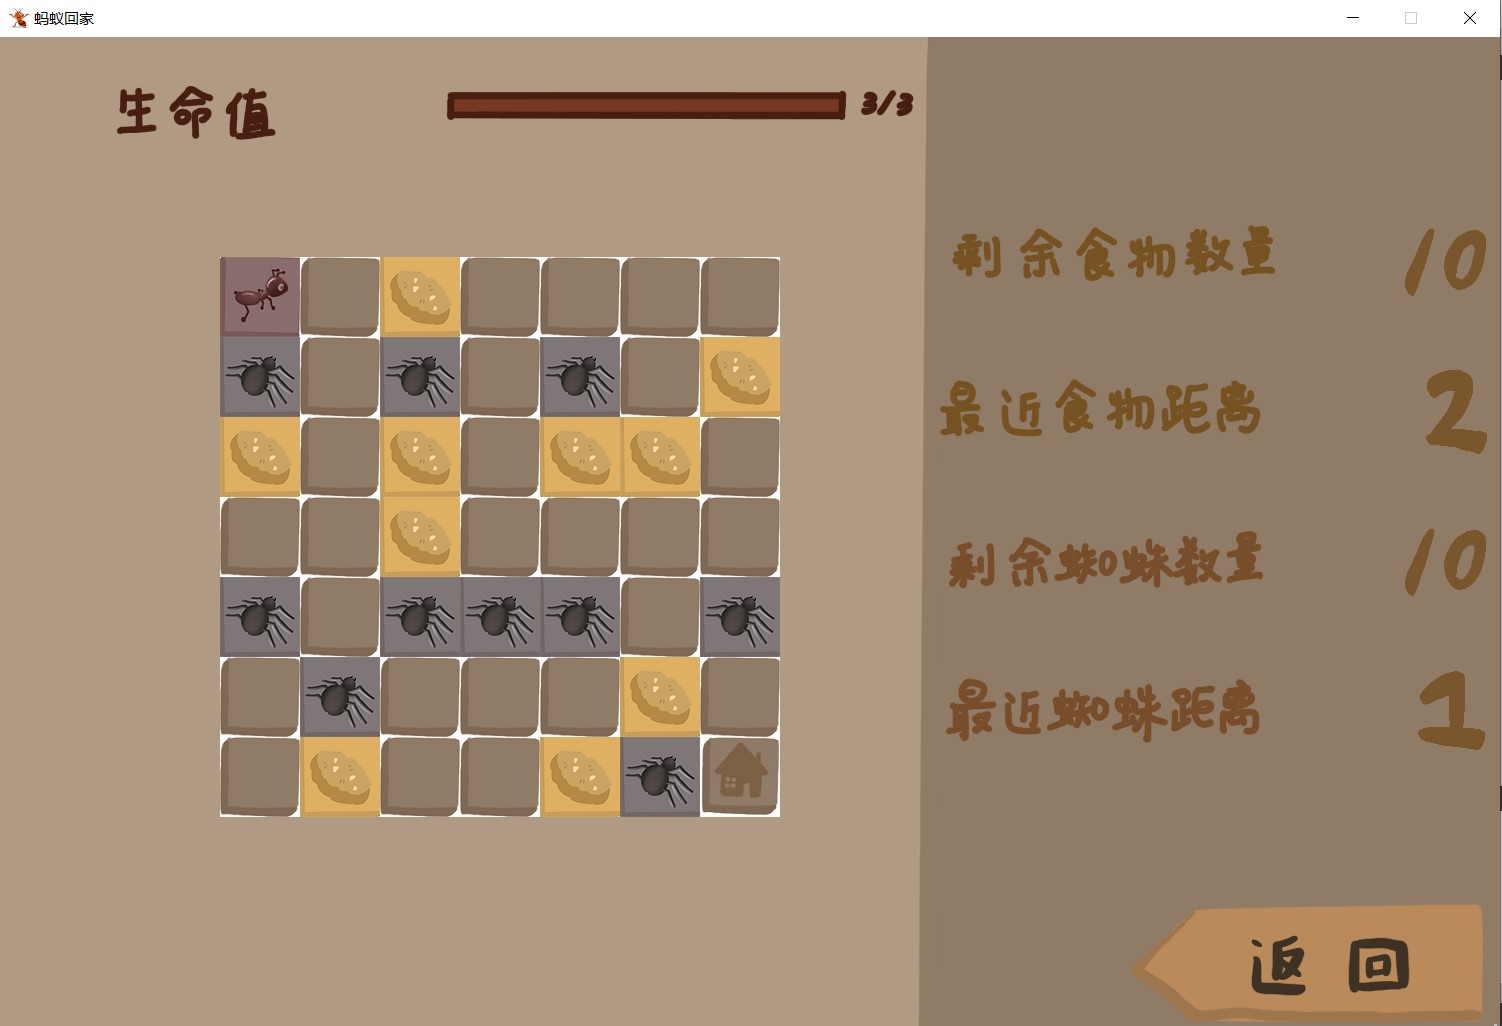 蚂蚁回家
生命值 3/3
剩余食物数量 10
最近食物距离 2
剩余蜘蛛数量 10
最近蜘蛛距离 1
返回